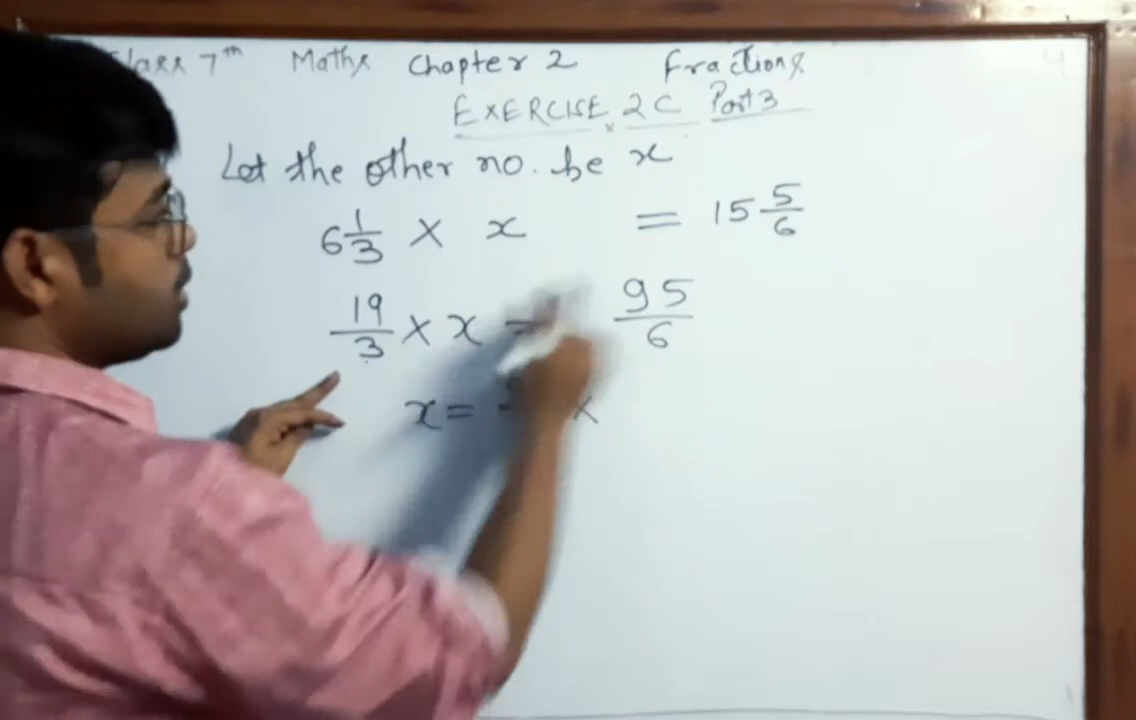 Class 7th Maths Chapter 2 Fractions
EXERCISE 2C Part 3
Let the other no. be x
6 1/3 × x = 15 5/6
19/3 × x = 95/6
x = ×